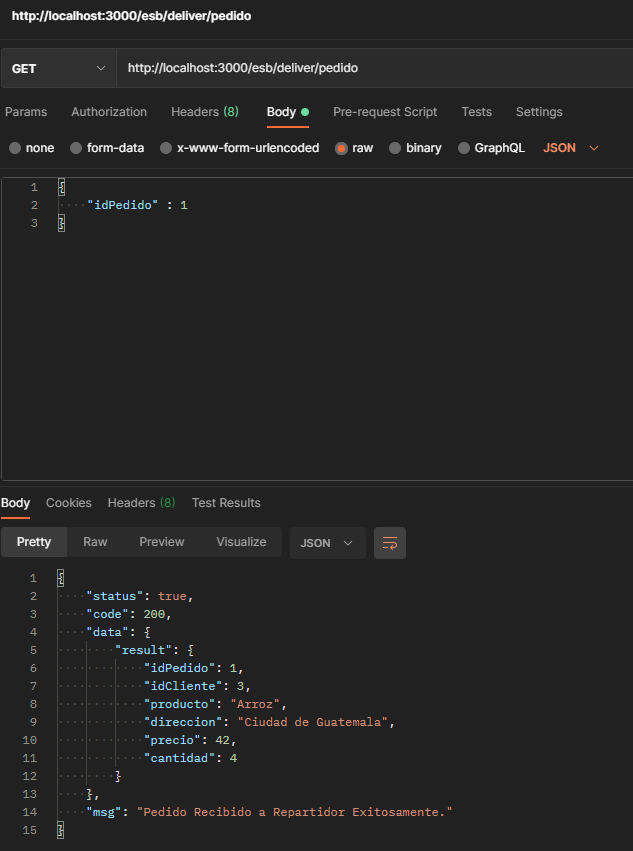 http://localhost:3000/esb/deliver/pedido
GET http://localhost:3000/esb/deliver/pedido
Params Authorization Headers (8) Body Pre-request Script Tests Settings
none form-data x-www-form-urlencoded raw binary GraphQL JSON
1 {
2 "idPedido" : 1
3 }
Body Cookies Headers (8) Test Results
Pretty Raw Preview Visualize JSON
1 {
2 "status": true,
3 "code": 200,
4 "data": {
5 "result": {
6 "idPedido": 1,
7 "idCliente": 3,
8 "producto": "Arroz",
9 "direccion": "Ciudad de Guatemala",
10 "precio": 42,
11 "cantidad": 4
12 }
13 },
14 "msg": "Pedido Recibido a Repartidor Exitosamente."
15 }